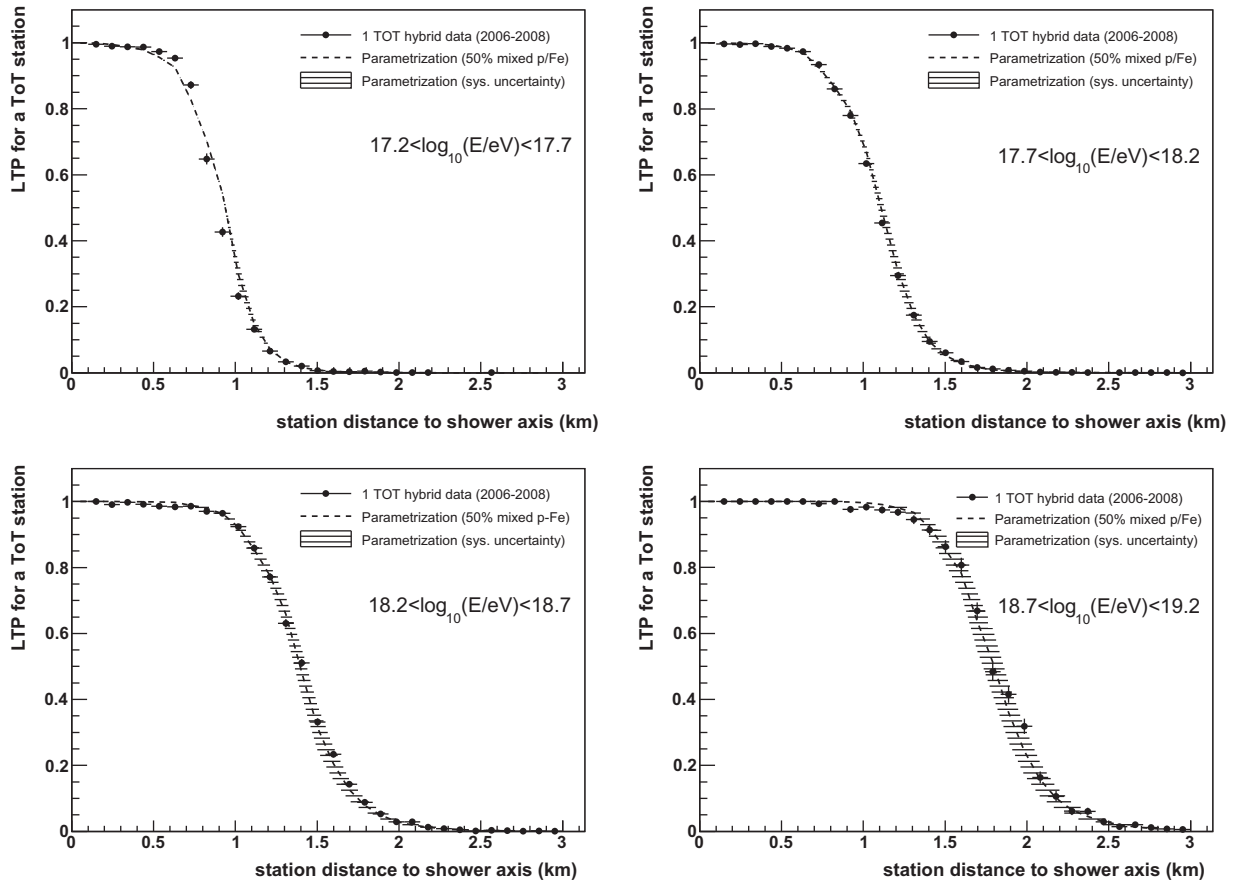 LTP for a ToT station
1 TOT hybrid data (2006-2008)
Parametrization (50% mixed p/Fe)
Parametrization (sys. uncertainty)
17.2<log10(E/eV)<17.7
1
0.8
0.6
0.4
0.2
0
0 0.5 1 1.5 2 2.5 3
station distance to shower axis (km)
LTP for a ToT station
1 TOT hybrid data (2006-2008)
Parametrization (50% mixed p/Fe)
Parametrization (sys. uncertainty)
17.7<log10(E/eV)<18.2
1
0.8
0.6
0.4
0.2
0
0 0.5 1 1.5 2 2.5 3
station distance to shower axis (km)
LTP for a ToT station
1 TOT hybrid data (2006-2008)
Parametrization (50% mixed p-Fe)
Parametrization (sys. uncertainty)
18.2<log10(E/eV)<18.7
1
0.8
0.6
0.4
0.2
0
0 0.5 1 1.5 2 2.5 3
station distance to shower axis (km)
LTP for a ToT station
1 TOT hybrid data (2006-2008)
Parametrization (50% mixed p/Fe)
Parametrization (sys. uncertainty)
18.7<log10(E/eV)<19.2
1
0.8
0.6
0.4
0.2
0
0 0.5 1 1.5 2 2.5 3
station distance to shower axis (km)